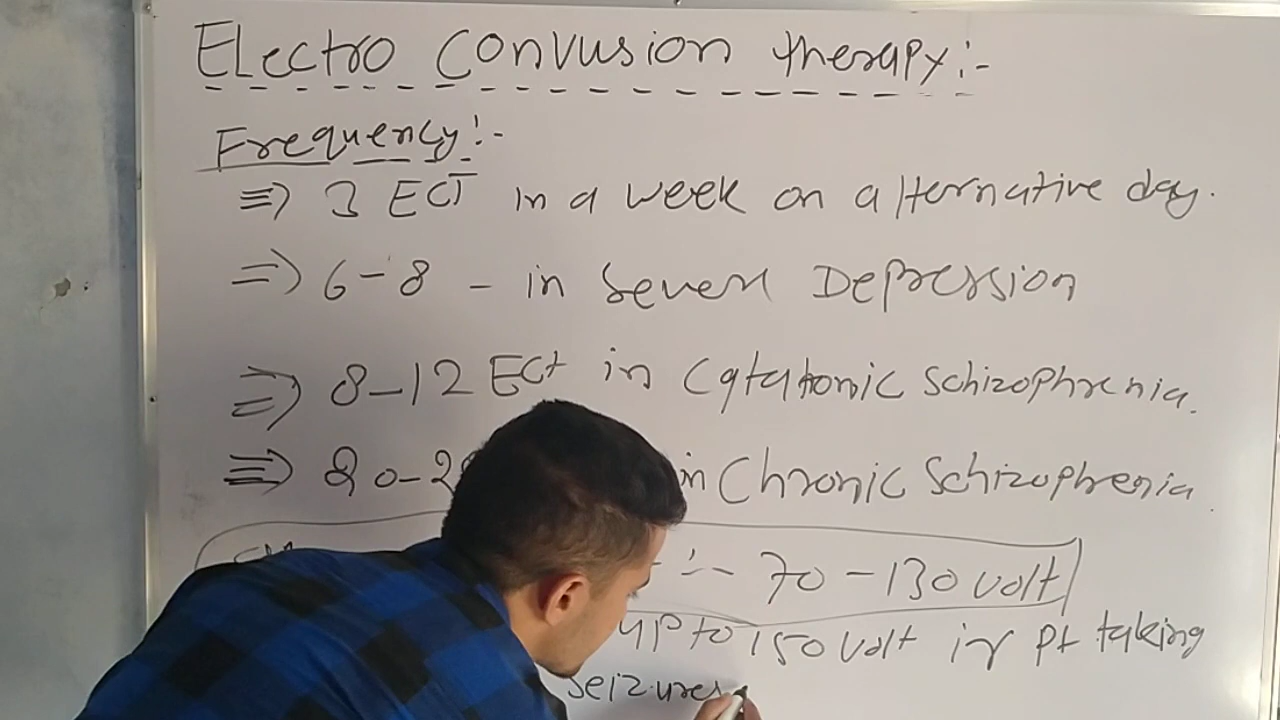 Electro Convusion therapy:-
Frequency:-
⇒ 3 ECT in a week on alternative day.
⇒ 6-8 - in Severe Depression
⇒ 8-12 ECT in Catatonic Schizophrenia.
⇒ 20-2 in Chronic Schizophrenia.
:- 70-130 volt
up to 150 volt in Pt taking
seizures